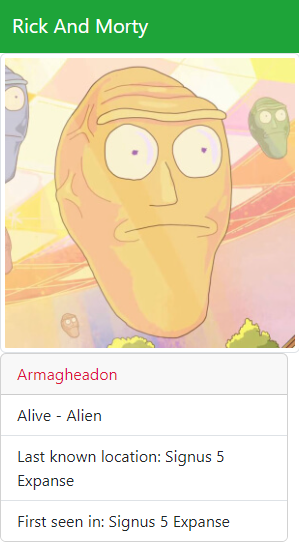 Rick And Morty
Armagheadon
Alive - Alien
Last known location: Signus 5
Expanse
First seen in: Signus 5 Expanse